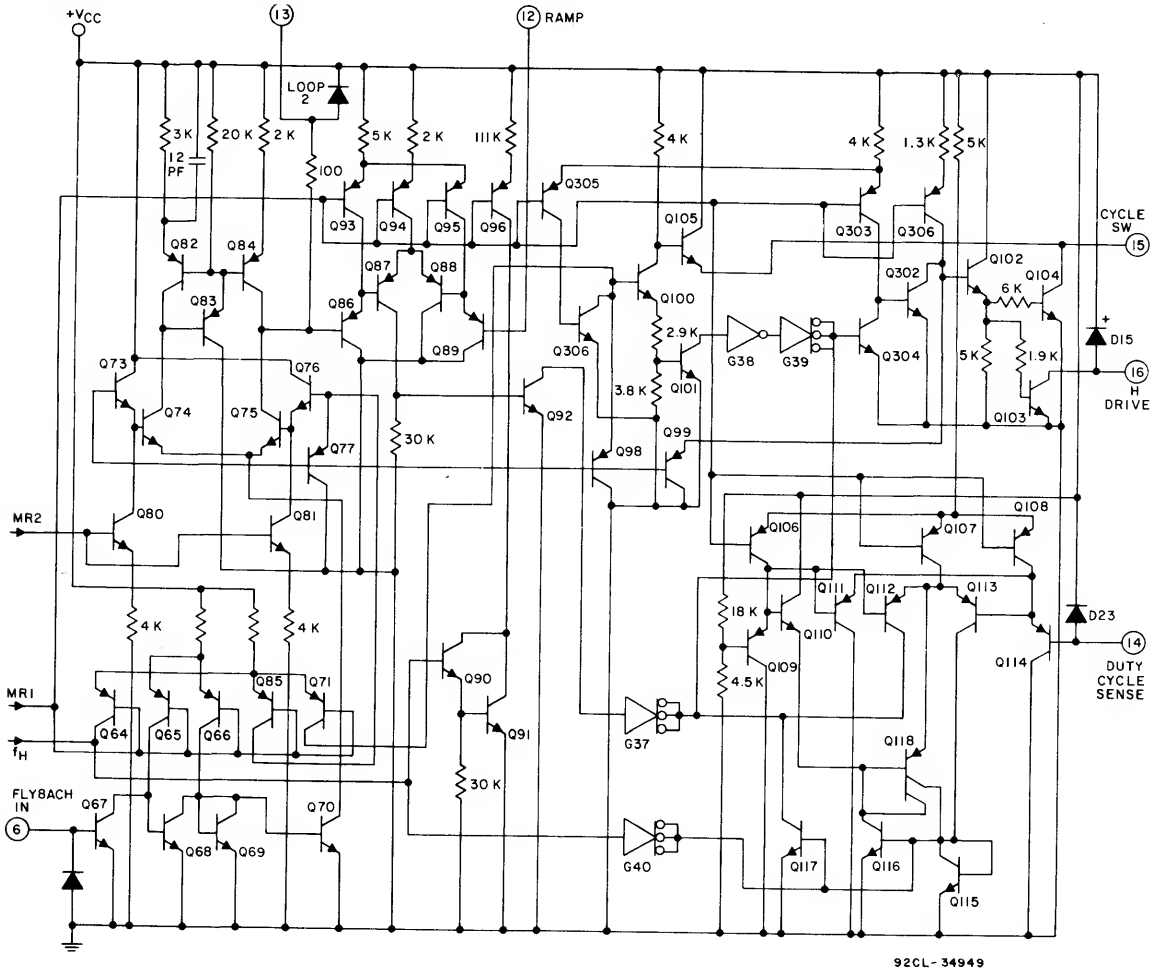 +VCC
13
12 RAMP
LOOP
2
3K
12
PF
20K
2K
100
5K
2K
111K
4K
4K
1.3K
5K
Q305
Q93
Q94
Q95
Q96
Q105
Q303
Q306
CYCLE
SW
15
Q82
Q84
Q83
Q87
Q88
Q86
Q89
Q100
Q302
Q102
Q104
6K
D15
+
2.9K
G38
G39
Q306
Q304
5K
1.9K
16
H
DRIVE
Q73
Q76
Q74
Q75
Q77
30K
Q92
3.8K
Q101
Q103
Q98
Q99
MR2
Q80
Q81
Q106
Q107
Q108
4K
4K
18K
Q111
Q112
Q113
D23
Q110
Q109
14
DUTY
CYCLE
SENSE
Q114
4.5K
Q90
MR1
Q64
Q65
Q66
Q85
Q71
Q91
G37
fH
Q118
30K
FLY8ACH
IN
6
Q67
Q68
Q69
Q70
G40
Q117
Q116
Q115
92CL-34949